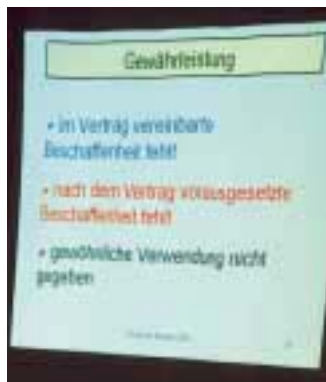 Gewährleistung
• im Vertrag vereinbarte
Beschaffenheit fehlt!
• nach dem Vertrag vorausgesetzte
Beschaffenheit fehlt!
• gewöhnliche Verwendung nicht
gegeben